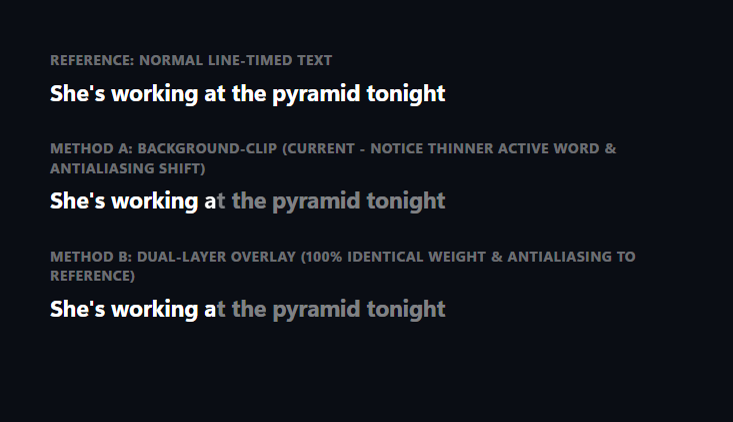 REFERENCE: NORMAL LINE-TIMED TEXT
She's working at the pyramid tonight
METHOD A: BACKGROUND-CLIP (CURRENT - NOTICE THINNER ACTIVE WORD &
ANTIALIASING SHIFT)
She's working at the pyramid tonight
METHOD B: DUAL-LAYER OVERLAY (100% IDENTICAL WEIGHT & ANTIALIASING TO
REFERENCE)
She's working at the pyramid tonight